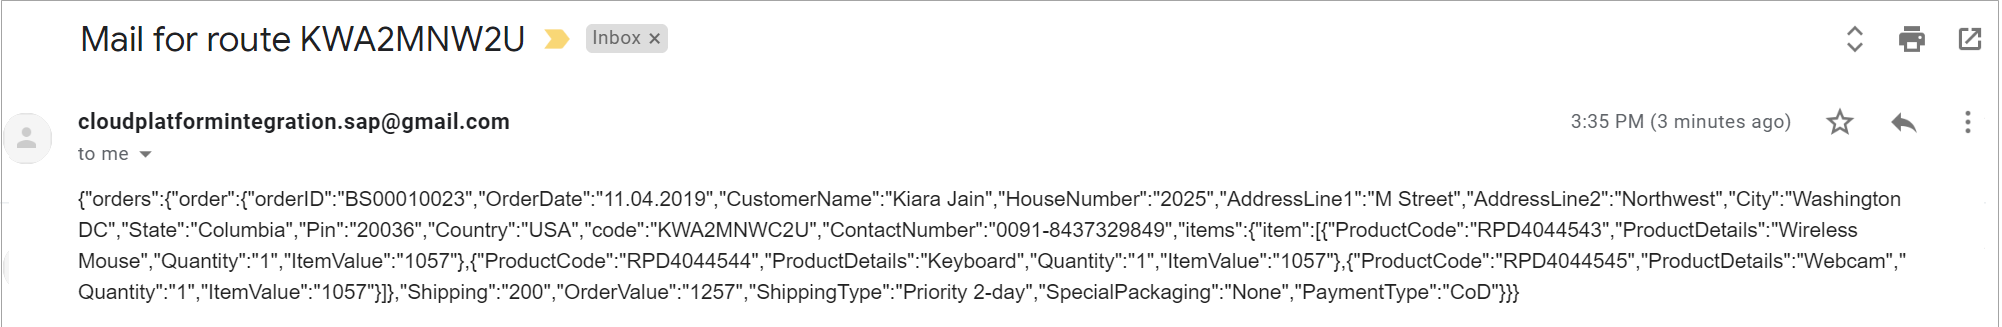 Mail for route KWA2MNW2U Inbox ×
cloudplatformintegration.sap@gmail.com 3:35 PM (3 minutes ago)
to me
{"orders":{"order":{"orderID":"BS00010023","OrderDate":"11.04.2019","CustomerName":"Kiara Jain","HouseNumber":"2025","AddressLine1":"M Street","AddressLine2":"Northwest","City":"Washington
DC","State":"Columbia","Pin":"20036","Country":"USA","code":"KWA2MNWC2U","ContactNumber":"0091-8437329849","items":{"item":[{"ProductCode":"RPD4044543","ProductDetails":"Wireless
Mouse","Quantity":"1","ItemValue":"1057"},{"ProductCode":"RPD4044544","ProductDetails":"Keyboard","Quantity":"1","ItemValue":"1057"},{"ProductCode":"RPD4044545","ProductDetails":"Webcam","
Quantity":"1","ItemValue":"1057"}]},"Shipping":"200","OrderValue":"1257","ShippingType":"Priority 2-day","SpecialPackaging":"None","PaymentType":"CoD"}}}